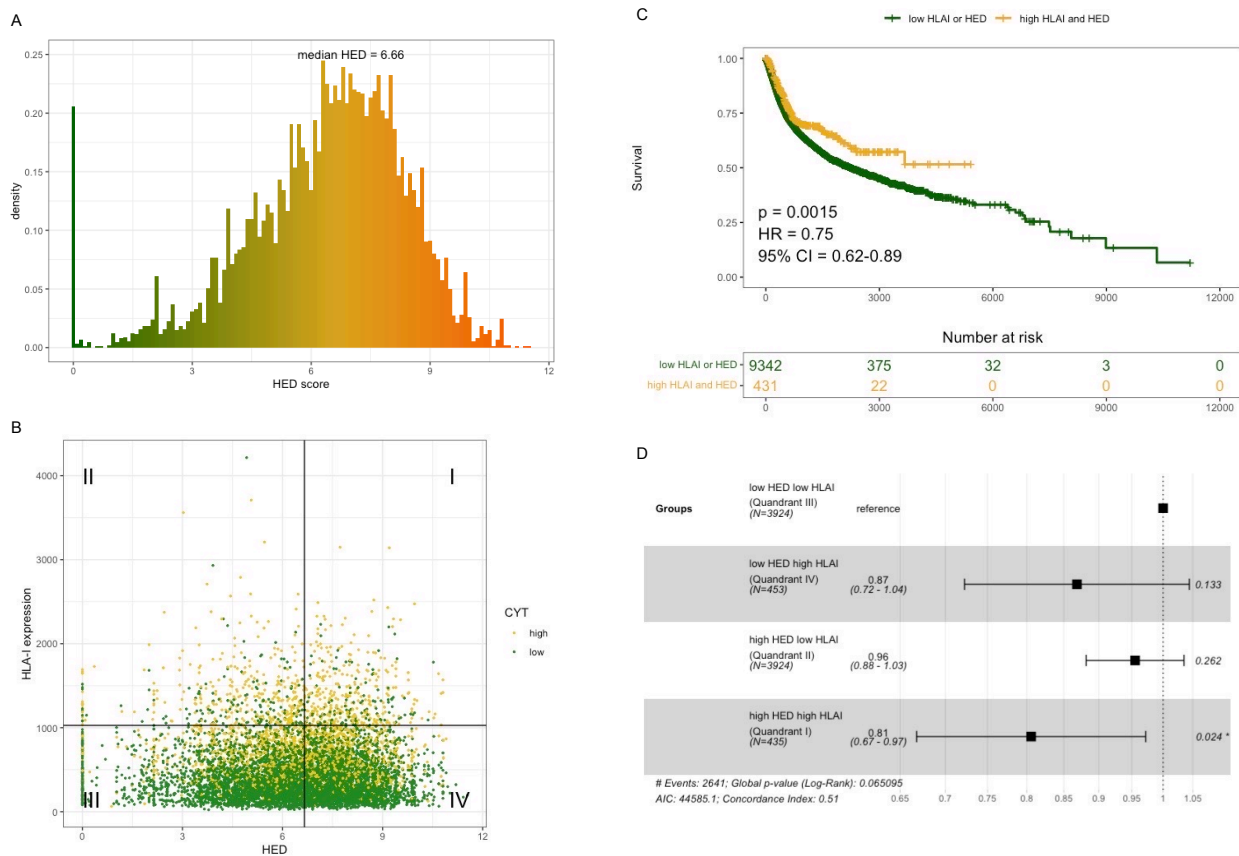 A
median HED = 6.66
0.25
0.20
0.15
0.10
0.05
0.00
density
0
3
6
9
12
HED score
B
II
I
III
IV
4000
3000
2000
1000
0
HLA-I expression
0
3
6
9
12
HED
CYT
high
low
C
low HLAI or HED
high HLAI and HED
1.00
0.75
0.50
0.25
0.00
Survival
p = 0.0015
HR = 0.75
95% CI = 0.62-0.89
0
3000
6000
9000
12000
Number at risk
low HLAI or HED 9342 375 32 3 0
high HLAI and HED 431 22 0 0 0
0
3000
6000
9000
12000
D
Groups
low HED low HLAI
(Quadrant III)
(N=3924)
reference
low HED high HLAI
(Quadrant IV)
(N=453)
0.87
(0.72 - 1.04)
0.133
high HED low HLAI
(Quadrant II)
(N=3924)
0.96
(0.88 - 1.03)
0.262
high HED high HLAI
(Quadrant I)
(N=435)
0.81
(0.67 - 0.97)
0.024 *
# Events: 2641; Global p-value (Log-Rank): 0.065095
AIC: 44585.1; Concordance Index: 0.51
0.65
0.7
0.75
0.8
0.85
0.9
0.95
1
1.05